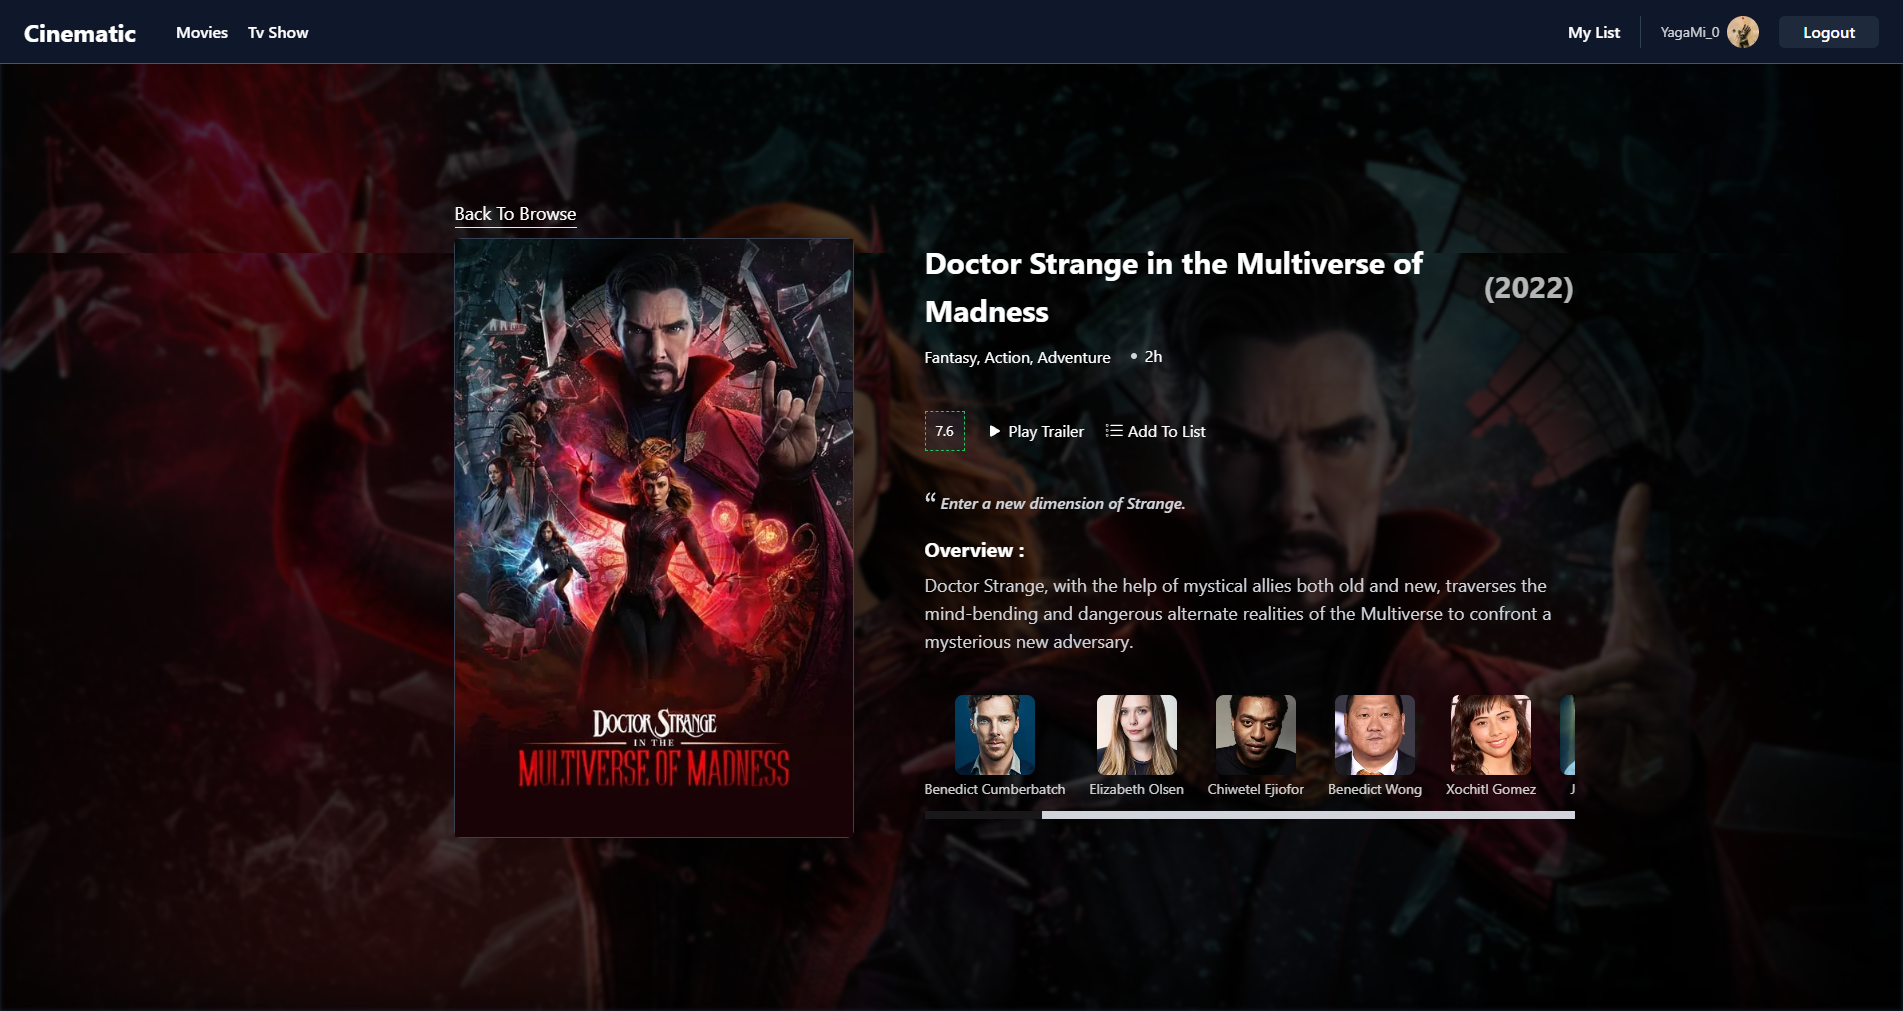 Cinematic
Movies
Tv Show
My List
YagaMi_0
Logout
Back To Browse
DOCTOR STRANGE
IN THE
MULTIVERSE OF MADNESS
Doctor Strange in the Multiverse of
Madness
(2022)
Fantasy, Action, Adventure • 2h
7.6
Play Trailer
Add To List
“ Enter a new dimension of Strange.
Overview :
Doctor Strange, with the help of mystical allies both old and new, traverses the
mind-bending and dangerous alternate realities of the Multiverse to confront a
mysterious new adversary.
Benedict Cumberbatch
Elizabeth Olsen
Chiwetel Ejiofor
Benedict Wong
Xochitl Gomez
J